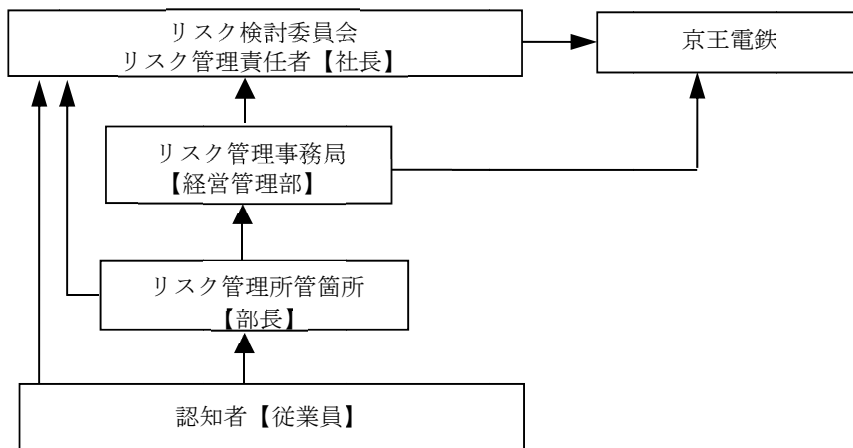 リスク検討委員会
リスク管理責任者【社長】
京王電鉄
リスク管理事務局
【経営管理部】
リスク管理所管箇所
【部長】
認知者【従業員】